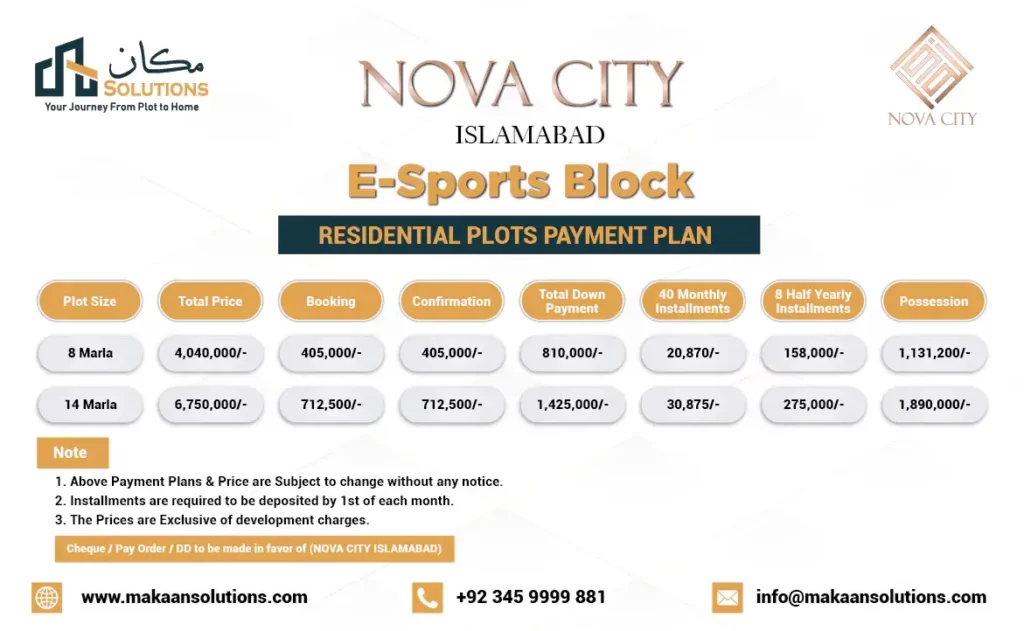 مكان
SOLUTIONS
Your Journey From Plot to Home
NOVA CITY
ISLAMABAD
E-Sports Block
RESIDENTIAL PLOTS PAYMENT PLAN
NOVA CITY
Plot Size Total Price Booking Confirmation Total Down Payment 40 Monthly Installments 8 Half Yearly Installments Possession
8 Marla 4,040,000/- 405,000/- 405,000/- 810,000/- 20,870/- 158,000/- 1,131,200/-
14 Marla 6,750,000/- 712,500/- 712,500/- 1,425,000/- 30,875/- 275,000/- 1,890,000/-
Note
1. Above Payment Plans & Price are Subject to change without any notice.
2. Installments are required to be deposited by 1st of each month.
3. The Prices are Exclusive of development charges.
Cheque / Pay Order / DD to be made in favor of (NOVA CITY ISLAMABAD)
www.makaansolutions.com +92 345 9999 881 info@makaansolutions.com